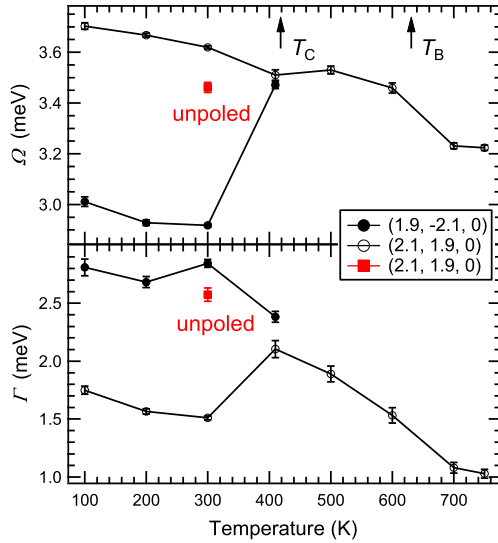 T_C
T_B
3.6
3.4
3.2
3.0
Ω (meV)
unpoled
(1.9, -2.1, 0)
(2.1, 1.9, 0)
(2.1, 1.9, 0)
2.5
2.0
1.5
1.0
Γ (meV)
unpoled
100 200 300 400 500 600 700
Temperature (K)